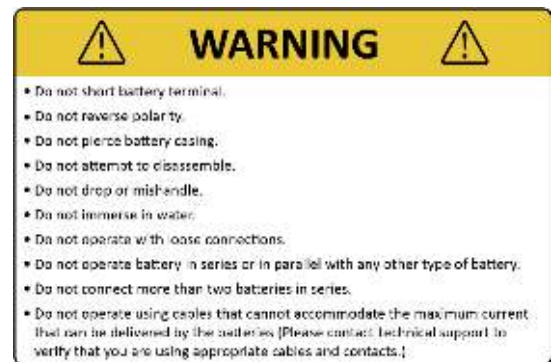 WARNING
• Do not short battery terminal.
• Do not reverse polarity.
• Do not pierce battery casing.
• Do not attempt to disassemble.
• Do not drop or mishandle.
• Do not immerse in water.
• Do not operate with loose connections.
• Do not operate battery in series or in parallel with any other type of battery.
• Do not connect more than two batteries in series.
• Do not operate using cables that cannot accommodate the maximum current
that can be delivered by the batteries (Please contact technical support to
verify that you are using appropriate cables and contacts.)